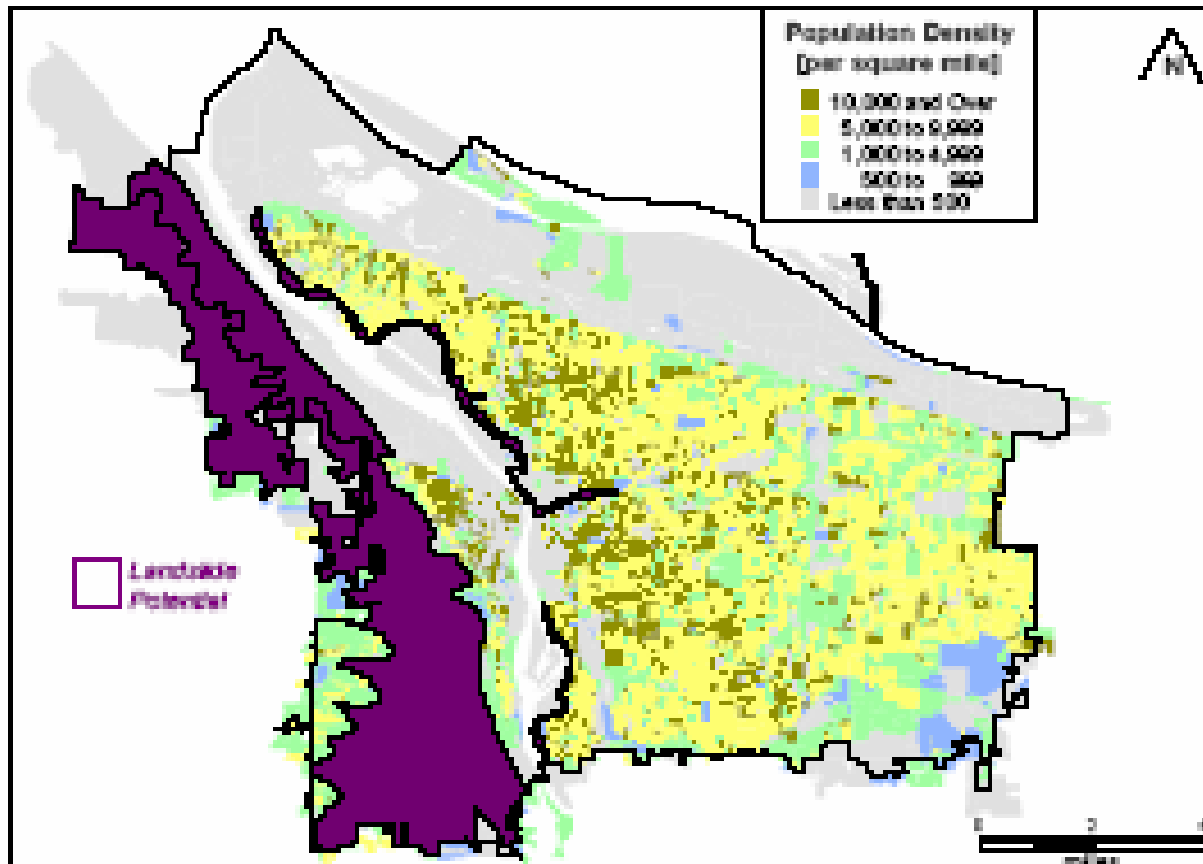 Population Density
[per square mile]
N
10,000 and Over
5,000 to 9,999
1,000 to 4,999
500 to 999
Less than 500
Landslide
Potential
0
miles